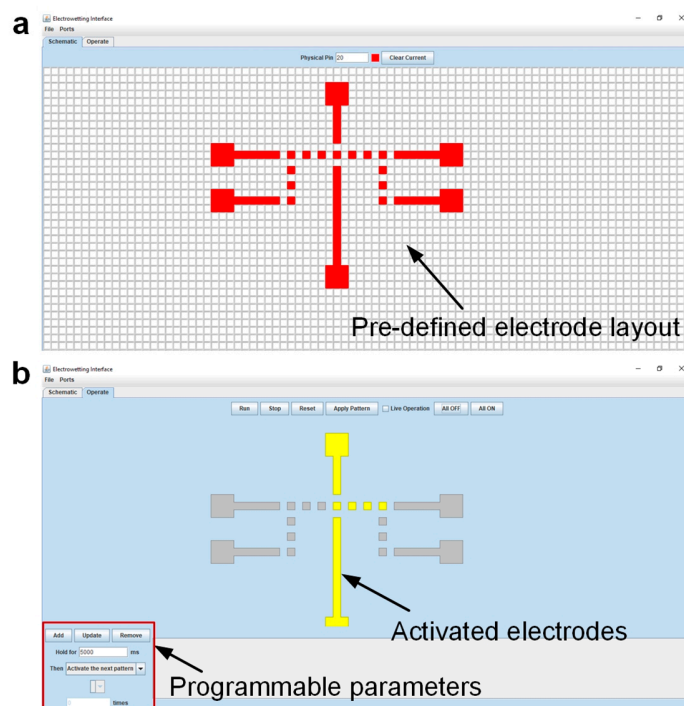 a
Electrowetting Interface
File Ports
Schematic Operate
Physical Pin 20 Clear Current
Pre-defined electrode layout
b
Electrowetting Interface
File Ports
Schematic Operate
Run Stop Reset Apply Pattern Live Operation All OFF All ON
Activated electrodes
Add Update Remove
Hold for 5000 ms
Then Activate the next pattern
Programmable parameters
times